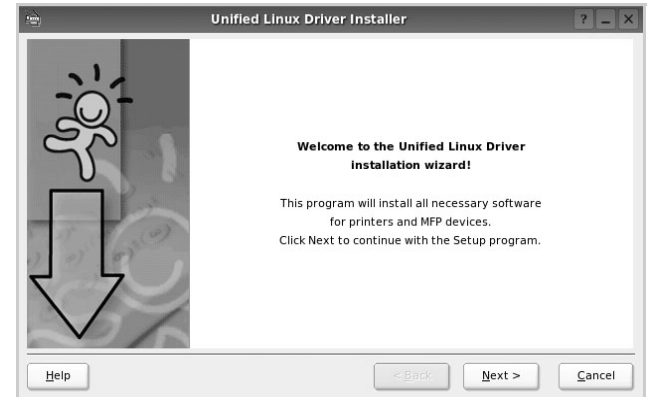 Unified Linux Driver Installer
Welcome to the Unified Linux Driver
installation wizard!
This program will install all necessary software
for printers and MFP devices.
Click Next to continue with the Setup program.
Help
< Back
Next >
Cancel